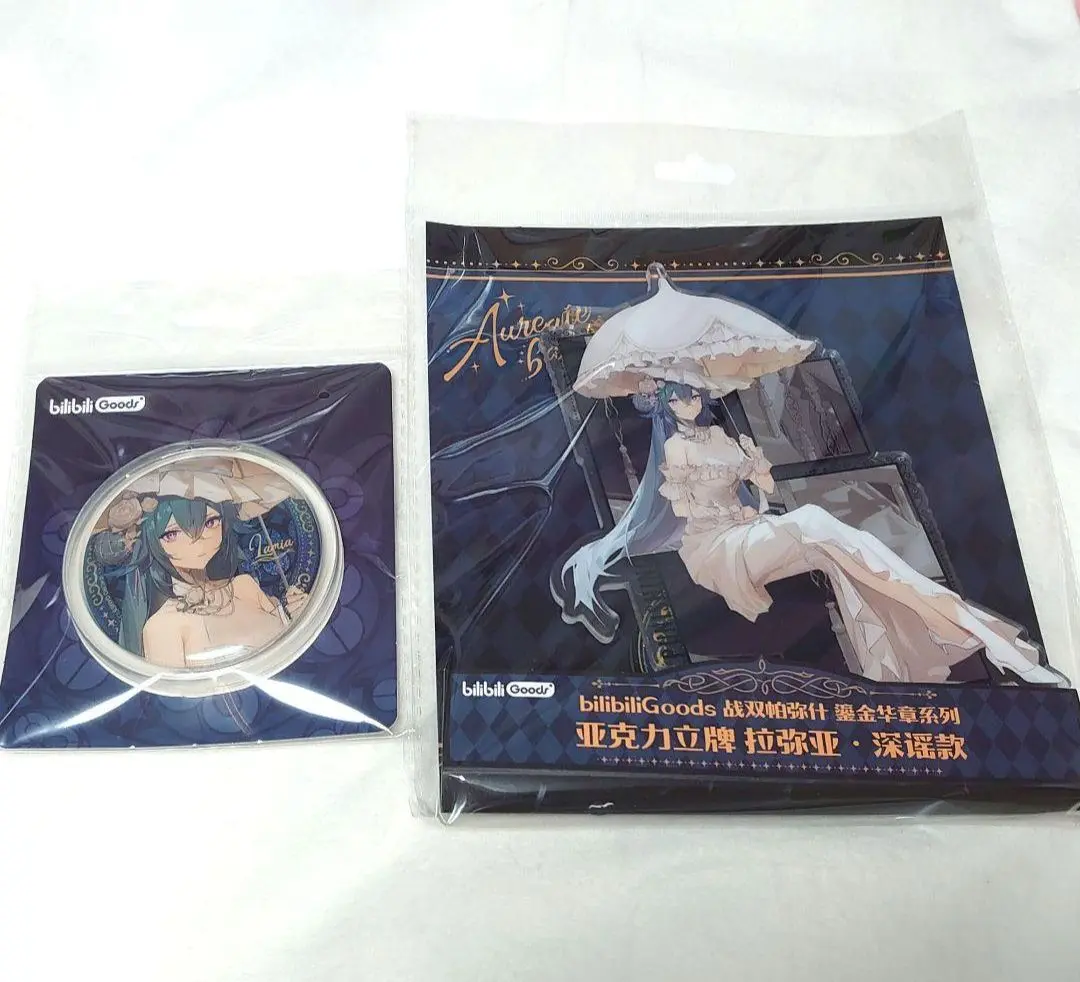 bilibili Goods
Lamia
Aureate
ba
bilibili Goods
bilibiliGoods 战双帕弥什 鎏金华章系列
亚克力立牌 拉弥亚·深谣款